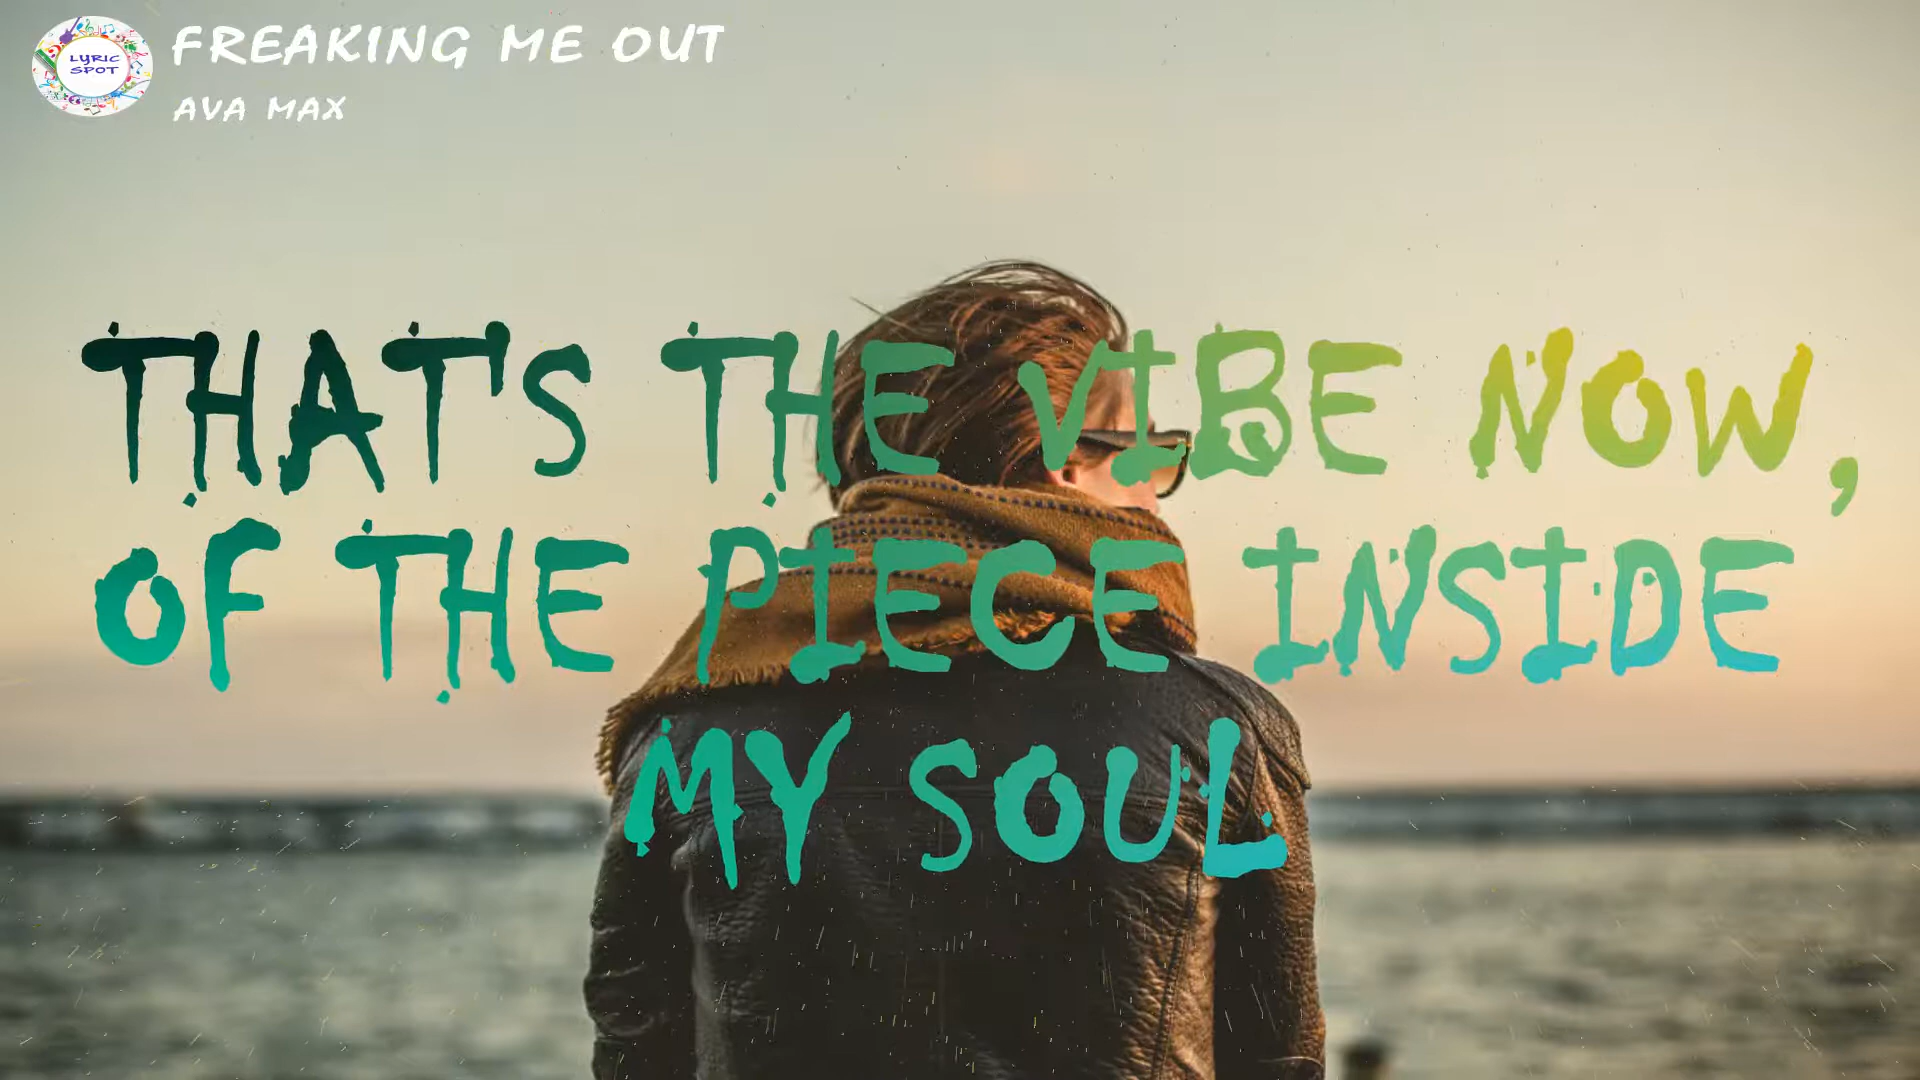 LYRIC
SPOT
FREAKING ME OUT
AVA MAX
THAT'S THE VIBE NOW,
OF THE PIECE INSIDE
MY SOUL